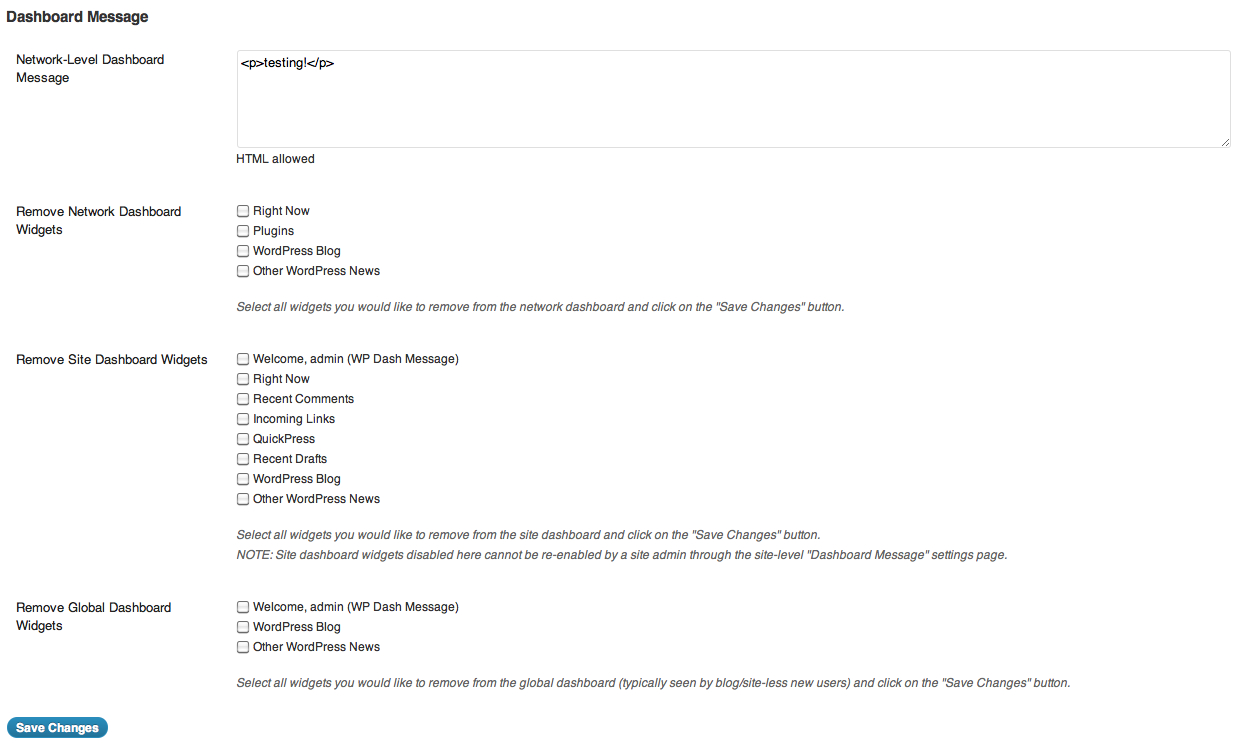 Dashboard Message
Network-Level Dashboard
Message
<p>testing!</p>
HTML allowed
Remove Network Dashboard
Widgets
Right Now
Plugins
WordPress Blog
Other WordPress News
Select all widgets you would like to remove from the network dashboard and click on the "Save Changes" button.
Remove Site Dashboard Widgets
Welcome, admin (WP Dash Message)
Right Now
Recent Comments
Incoming Links
QuickPress
Recent Drafts
WordPress Blog
Other WordPress News
Select all widgets you would like to remove from the site dashboard and click on the "Save Changes" button.
NOTE: Site dashboard widgets disabled here cannot be re-enabled by a site admin through the site-level "Dashboard Message" settings page.
Remove Global Dashboard
Widgets
Welcome, admin (WP Dash Message)
WordPress Blog
Other WordPress News
Select all widgets you would like to remove from the global dashboard (typically seen by blog/site-less new users) and click on the "Save Changes" button.
Save Changes